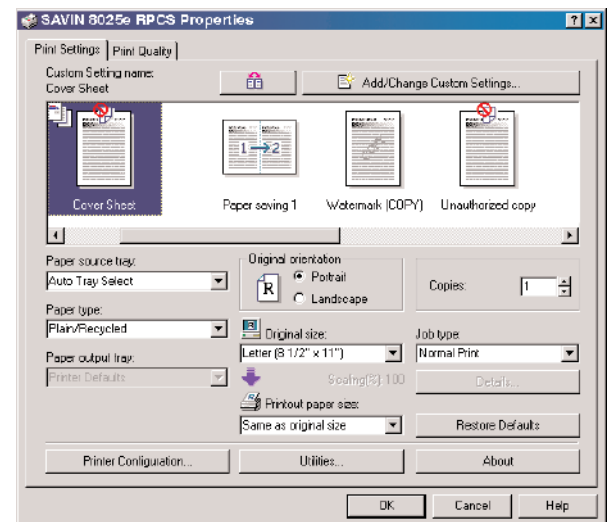 SAVIN 8025e RPCS Properties
Print Settings
Print Quality
Custom Setting name:
Cover Sheet
Add/Change Custom Settings...
1 2
Cover Sheet
Paper saving 1
Watermark (COPY)
Unauthorized copy
Paper source tray:
Auto Tray Select
Original orientation
R
Portrait
Landscape
Copies:
1
Paper type:
Plain/Recycled
Original size:
Letter (8 1/2" x 11")
Job type:
Normal Print
Paper output tray:
Printer Defaults
Scaling(%): 100
Details...
Printout paper size:
Same as original size
Restore Defaults
Printer Configuration...
Utilities...
About
OK
Cancel
Help